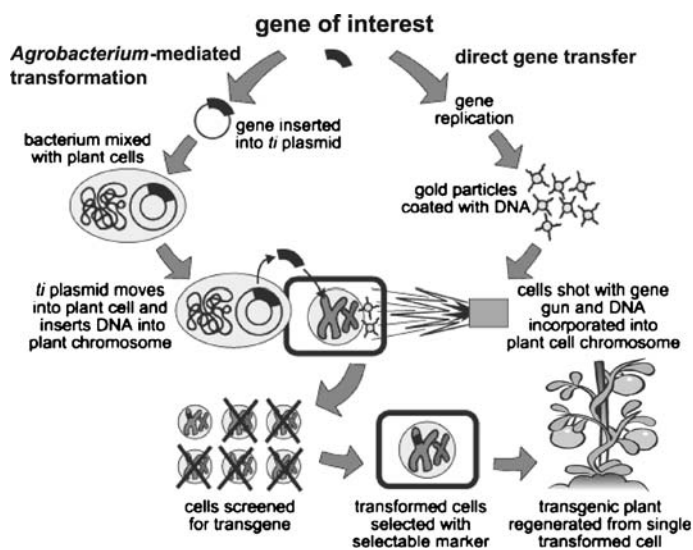 gene of interest
Agrobacterium-mediated
transformation
direct gene transfer
gene inserted
into ti plasmid
gene
replication
bacterium mixed
with plant cells
gold particles
coated with DNA
ti plasmid moves
into plant cell and
inserts DNA into
plant chromosome
cells shot with gene
gun and DNA
incorporated into
plant cell chromosome
cells screened
for transgene
transformed cells
selected with
selectable marker
transgenic plant
regenerated from single
transformed cell